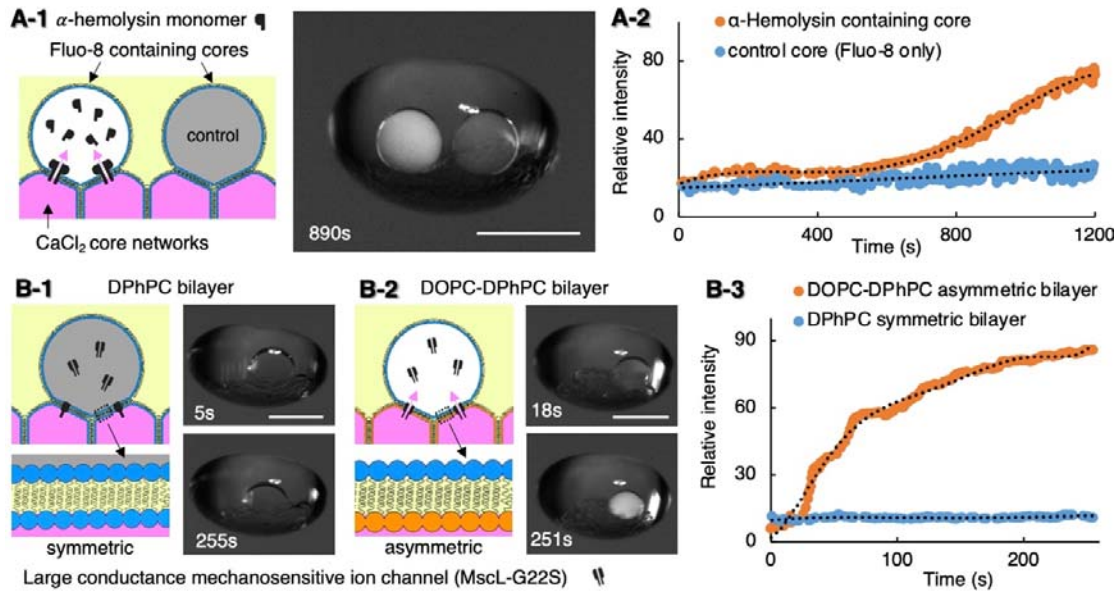 A-1
α-hemolysin monomer
Fluo-8 containing cores
control
CaCl2 core networks
890s
A-2
α-Hemolysin containing core
control core (Fluo-8 only)
Relative intensity
80
40
0
0
400
800
1200
Time (s)
B-1
DPhPC bilayer
5s
255s
symmetric
B-2
DOPC-DPhPC bilayer
18s
251s
asymmetric
Large conductance mechanosensitive ion channel (MscL-G22S)
B-3
DOPC-DPhPC asymmetric bilayer
DPhPC symmetric bilayer
Relative intensity
90
60
30
0
0
100
200
Time (s)